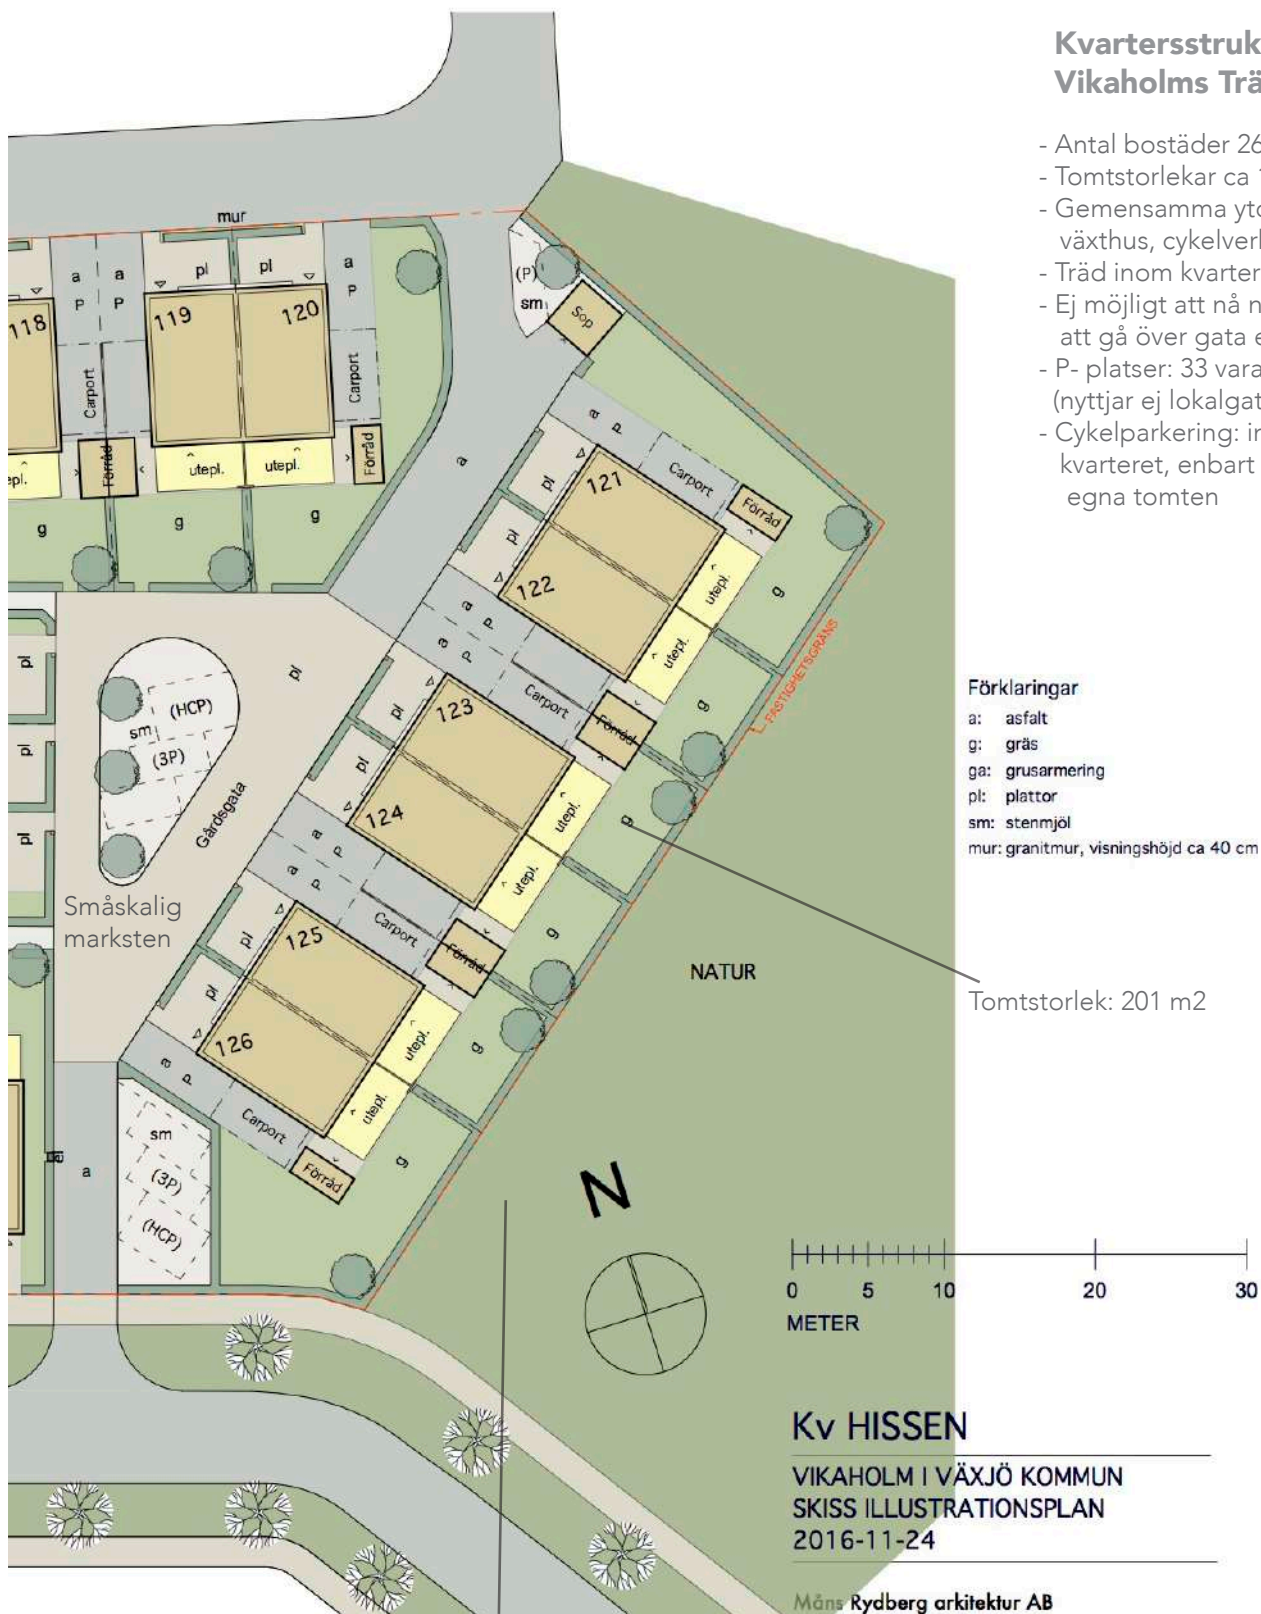 Kvartersstruk
Vikaholms Trä
- Antal bostäder 26
- Tomtstorlekar ca 1
- Gemensamma yto
växthus, cykelverk
- Träd inom kvarter
- Ej möjligt att nå n
att gå över gata e
- P- platser: 33 vara
(nyttjar ej lokalgat
- Cykelparkering: in
kvarteret, enbart
egna tomten
mur
pl
pl
a
P
a
P
a
P
118
119
120
Carport
Carport
Förråd
Förråd
epl.
utepl.
utepl.
g
g
g
(P)
sm
Sop
a
a
P
Carport
Förråd
121
122
pl
pl
utepl.
utepl.
g
g
FASTIGHETSGRÄNS
a
P
a
P
Carport
Förråd
123
124
pl
pl
utepl.
utepl.
g
g
a
P
a
P
Carport
Förråd
125
126
pl
pl
utepl.
utepl.
g
g
a
P
Carport
Förråd
pl
pl
pl
pl
(HCP)
sm
(3P)
Gårdsgata
Småskalig
marksten
a
sm
(3P)
(HCP)
NATUR
Förklaringar
a: asfalt
g: gräs
ga: grusarmering
pl: plattor
sm: stenmjöl
mur: granitmur, visningshöjd ca 40 cm
Tomtstorlek: 201 m2
N
0 5 10 20 30
METER
Kv HISSEN
VIKAHOLM I VÄXJÖ KOMMUN
SKISS ILLUSTRATIONSPLAN
2016-11-24
Måns Rydberg arkitektur AB